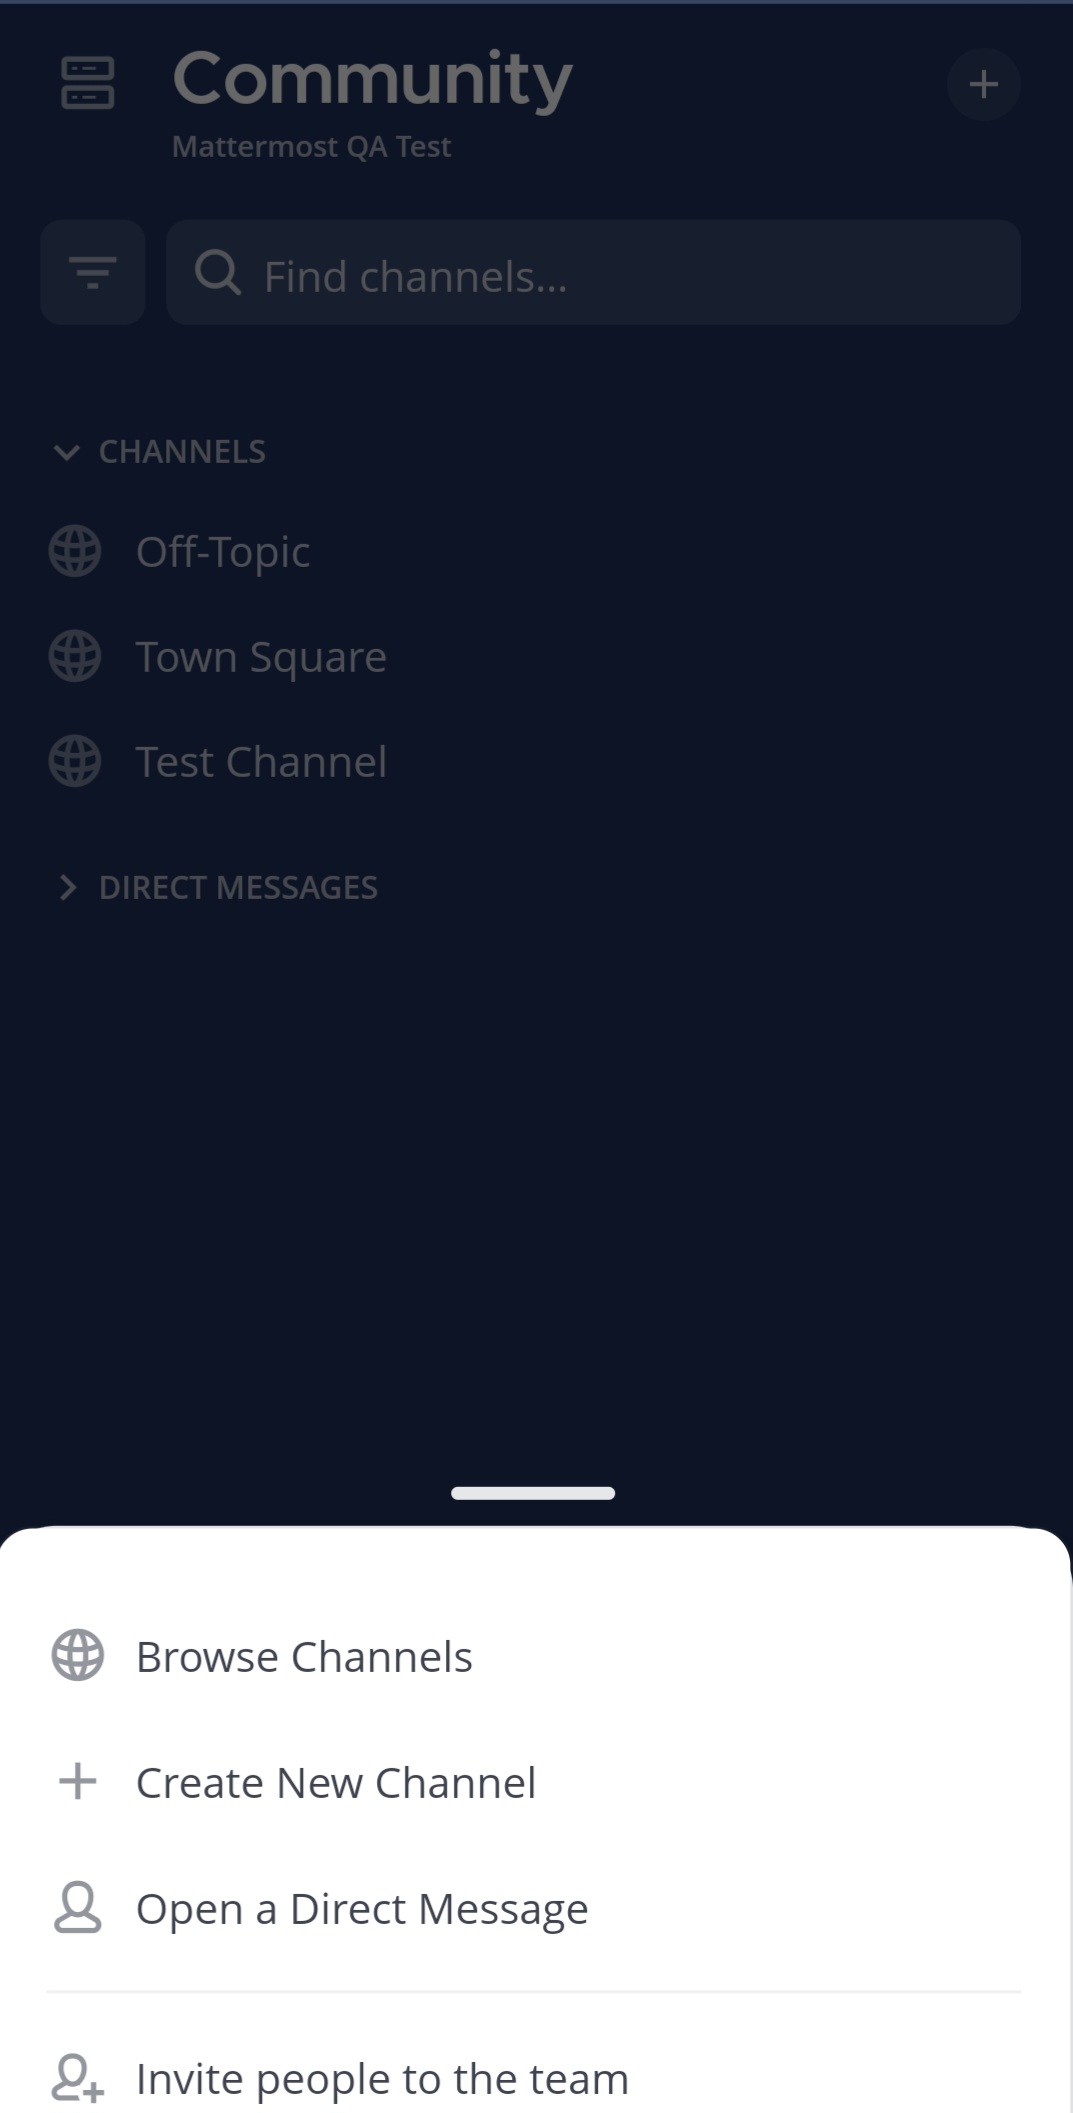 Community
Mattermost QA Test
Find channels...
CHANNELS
Off-Topic
Town Square
Test Channel
DIRECT MESSAGES
Browse Channels
Create New Channel
Open a Direct Message
Invite people to the team